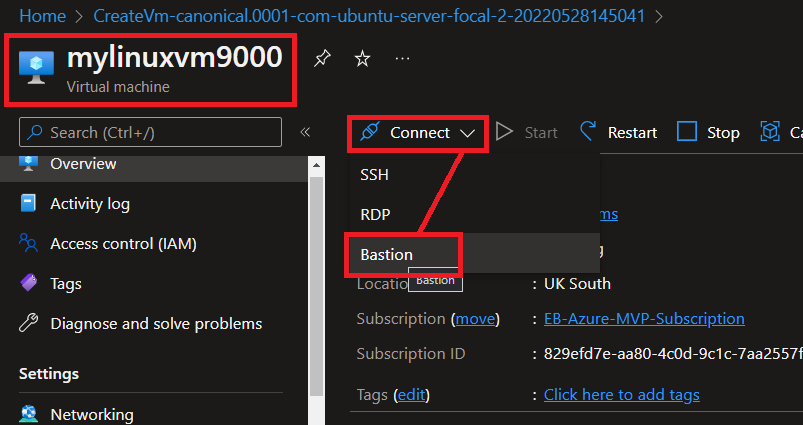 Home > CreateVm-canonical.0001-com-ubuntu-server-focal-2-20220528145041 >
mylinuxvm9000
Virtual machine
Search (Ctrl+/)
Overview
Activity log
Access control (IAM)
Tags
Diagnose and solve problems
Settings
Networking
Connect Start Restart Stop Ca
SSH
RDP
Bastion
Bastion
ms
g
Locatio : UK South
Subscription (move) : EB-Azure-MVP-Subscription
Subscription ID : 829efd7e-aa80-4c0d-9c1c-7aa2557f
Tags (edit) : Click here to add tags